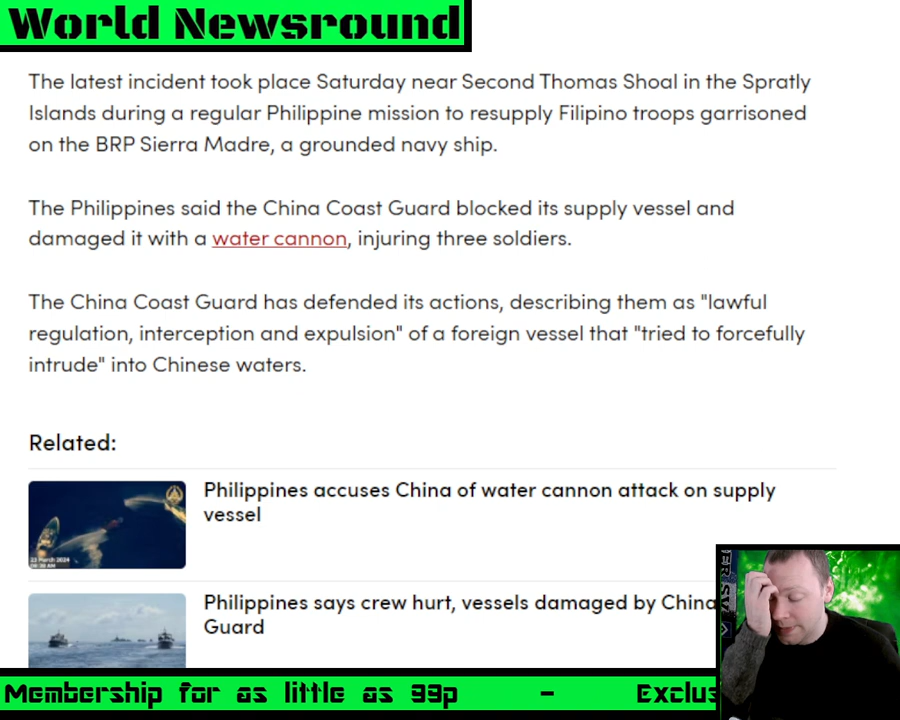 World Newsround
The latest incident took place Saturday near Second Thomas Shoal in the Spratly
Islands during a regular Philippine mission to resupply Filipino troops garrisoned
on the BRP Sierra Madre, a grounded navy ship.
The Philippines said the China Coast Guard blocked its supply vessel and
damaged it with a water cannon, injuring three soldiers.
The China Coast Guard has defended its actions, describing them as "lawful
regulation, interception and expulsion" of a foreign vessel that "tried to forcefully
intrude" into Chinese waters.
Related:
Philippines accuses China of water cannon attack on supply
vessel
23 March 2024
Philippines says crew hurt, vessels damaged by China
Guard
Membership for as little as 99p - Exclus